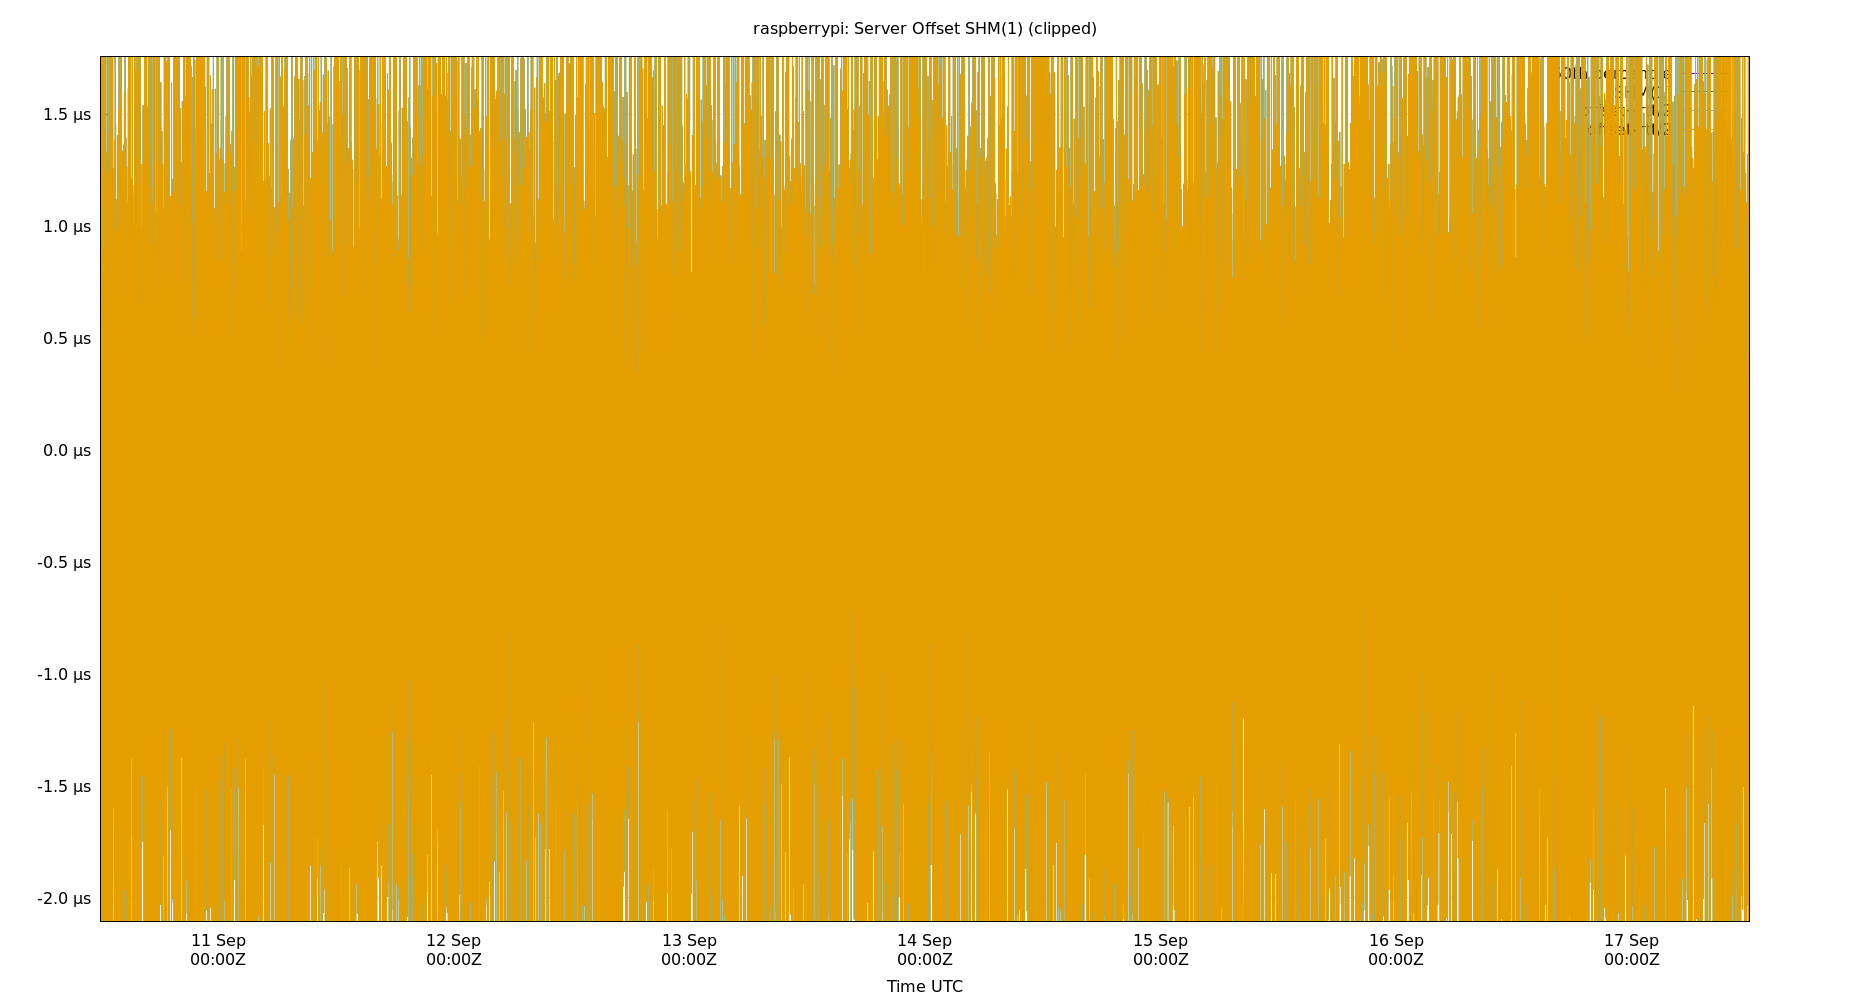 raspberrypi: Server Offset SHM(1) (clipped)
1.5 µs
1.0 µs
0.5 µs
0.0 µs
-0.5 µs
-1.0 µs
-1.5 µs
-2.0 µs
11 Sep 12 Sep 13 Sep 14 Sep 15 Sep 16 Sep 17 Sep
00:00Z 00:00Z 00:00Z 00:00Z 00:00Z 00:00Z 00:00Z
Time UTC